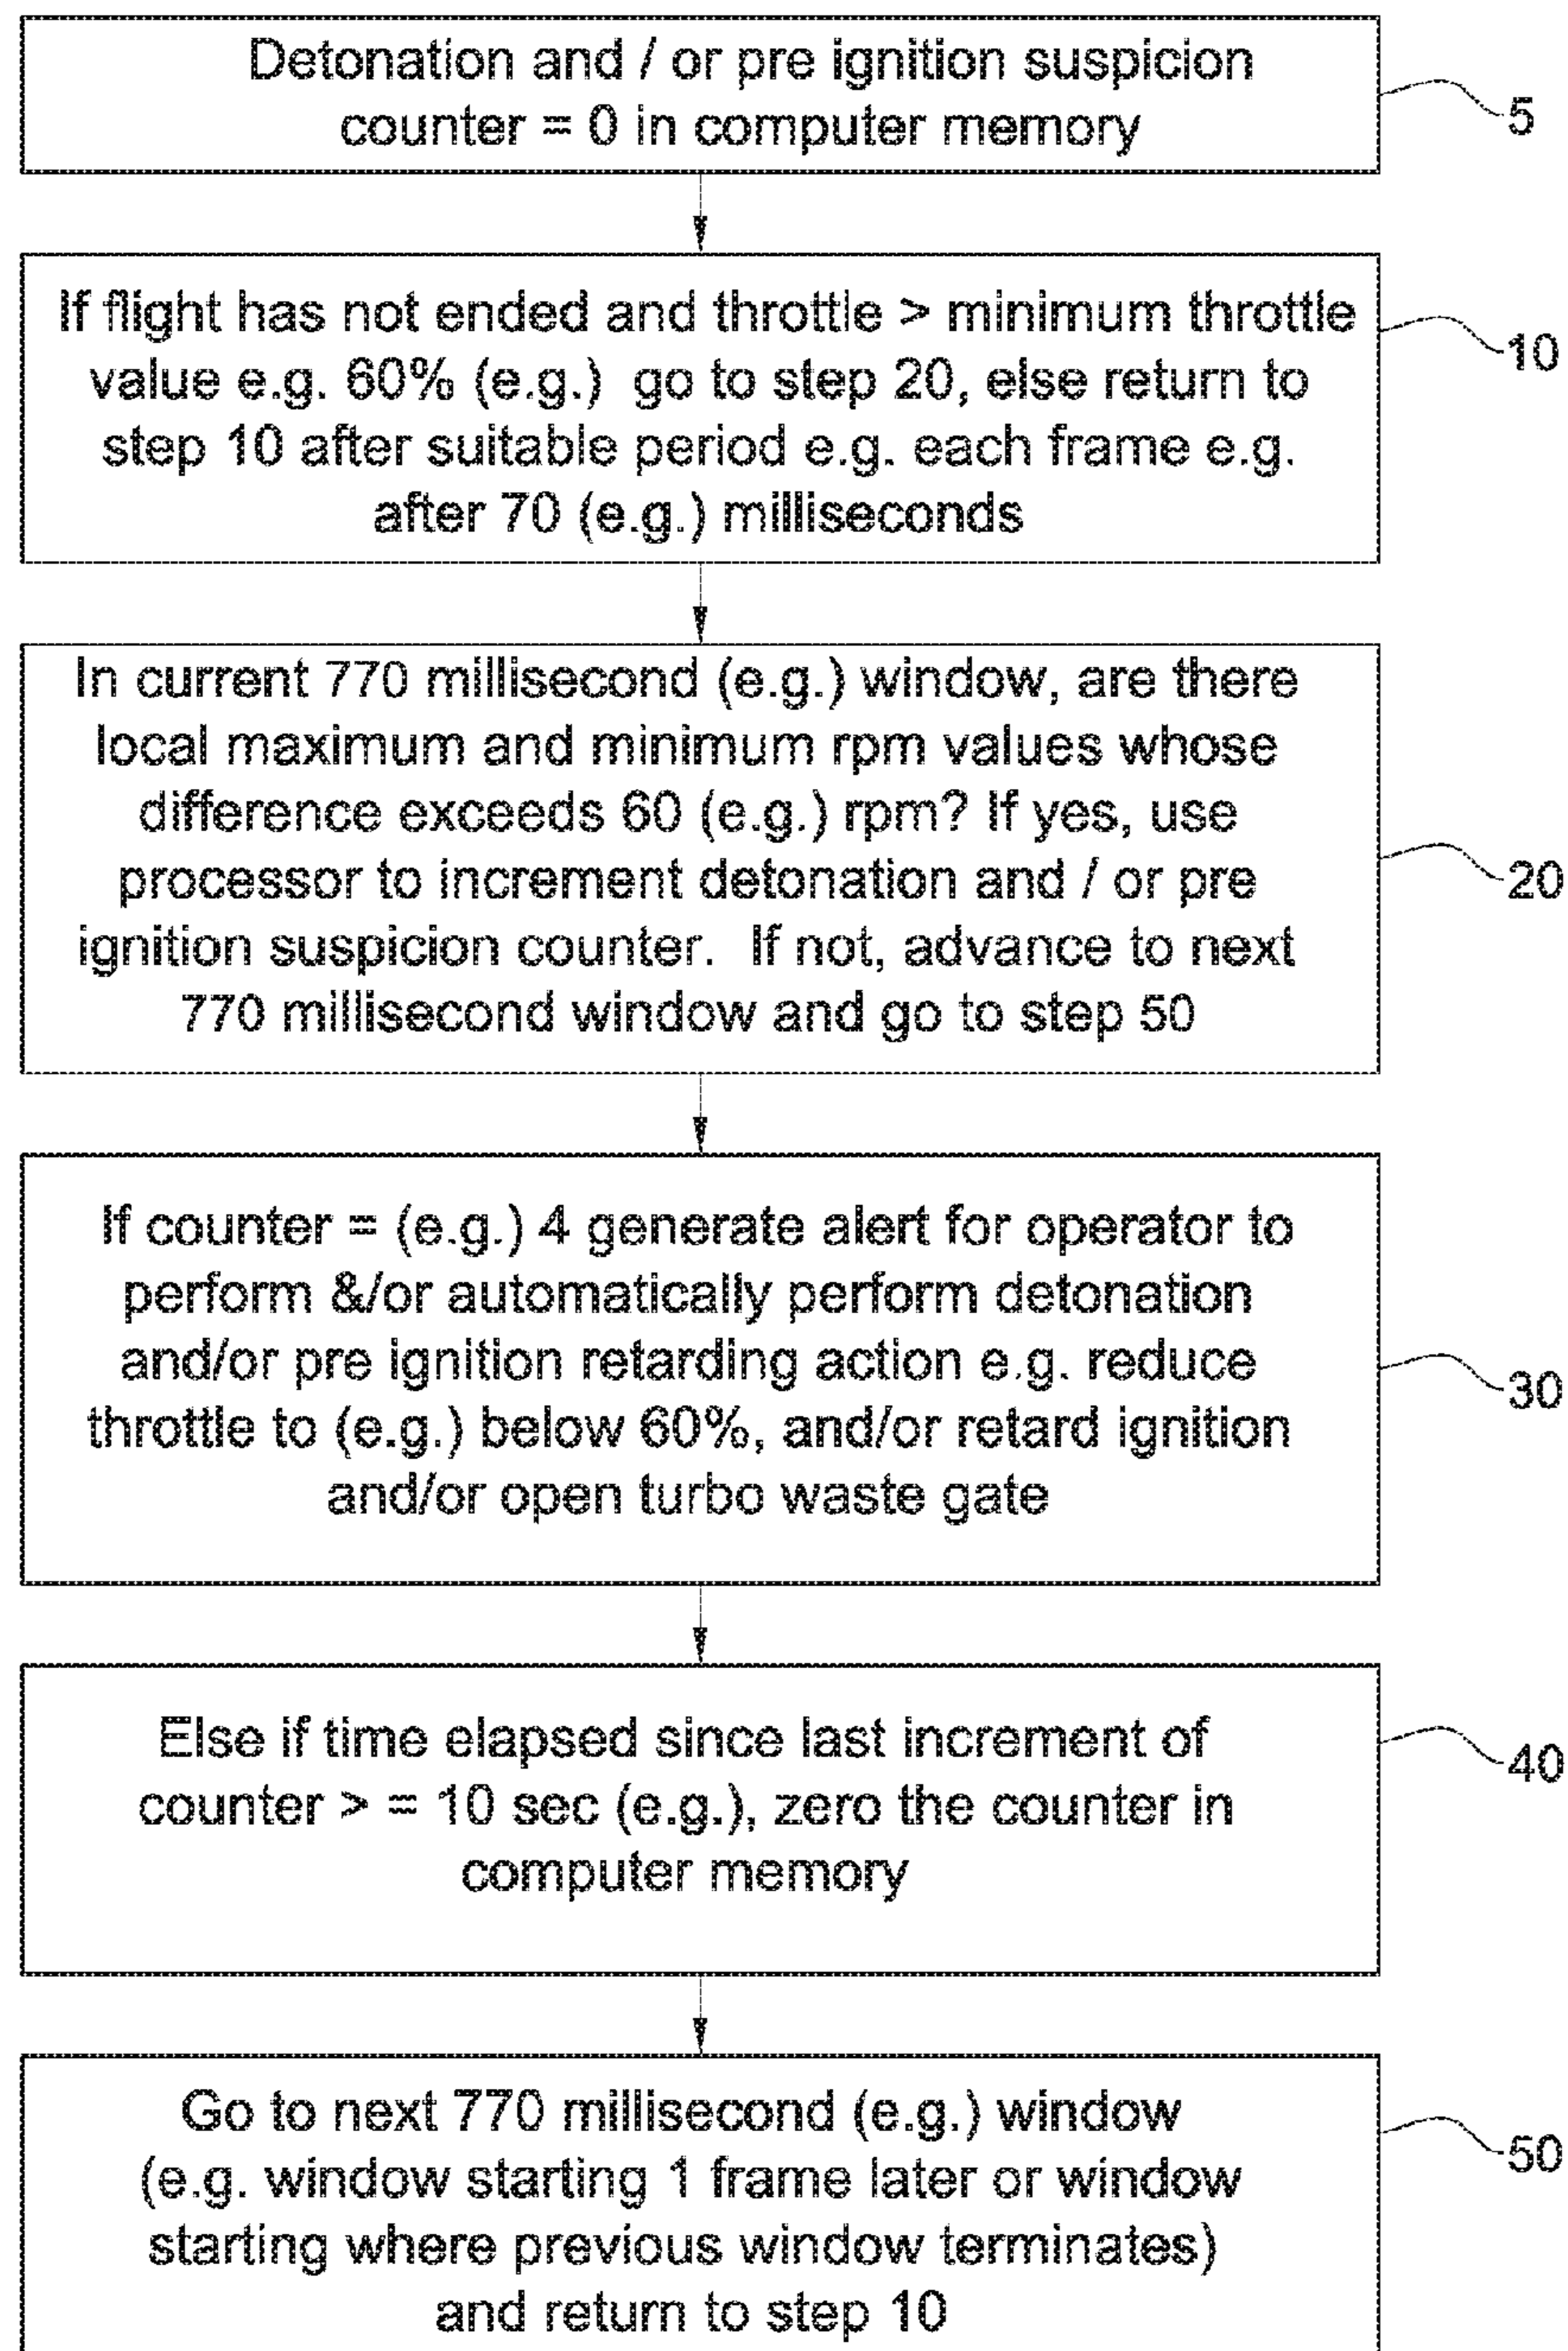 Detonation and / or pre ignition suspicion
counter = 0 in computer memory
5
If flight has not ended and throttle > minimum throttle
value e.g. 60% (e.g.) go to step 20, else return to
step 10 after suitable period e.g. each frame e.g.
after 70 (e.g.) milliseconds
10
In current 770 millisecond (e.g.) window, are there
local maximum and minimum rpm values whose
difference exceeds 60 (e.g.) rpm? If yes, use
processor to increment detonation and / or pre
ignition suspicion counter. If not, advance to next
770 millisecond window and go to step 50
20
If counter = (e.g.) 4 generate alert for operator to
perform &/or automatically perform detonation
and/or pre ignition retarding action e.g. reduce
throttle to (e.g.) below 60%, and/or retard ignition
and/or open turbo waste gate
30
Else if time elapsed since last increment of
counter > = 10 sec (e.g.), zero the counter in
computer memory
40
Go to next 770 millisecond (e.g.) window
(e.g. window starting 1 frame later or window
starting where previous window terminates)
and return to step 10
50